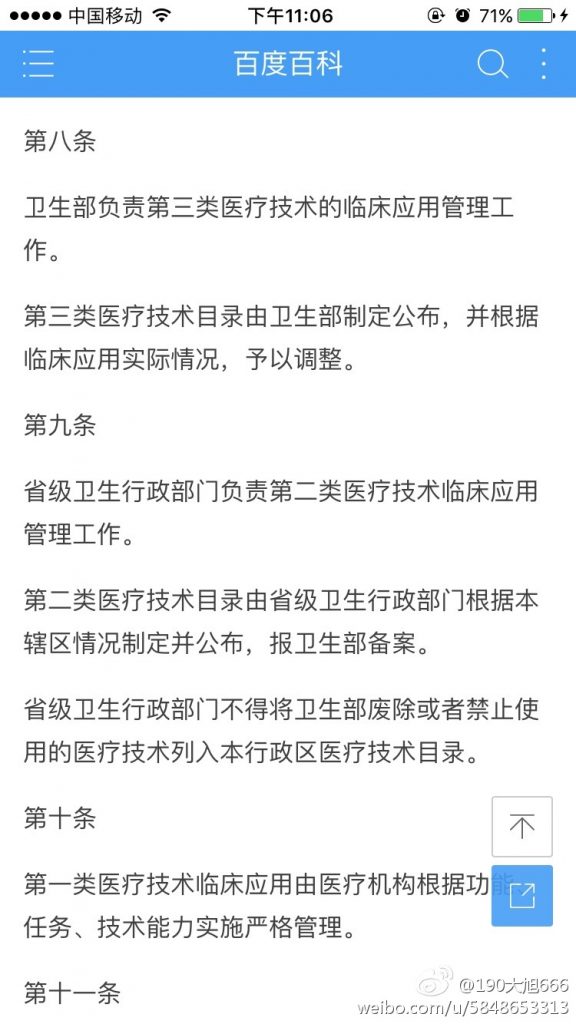 中国移动 下午11:06 71%
百度百科
第八条
卫生部负责第三类医疗技术的临床应用管理工
作。
第三类医疗技术目录由卫生部制定公布，并根据
临床应用实际情况，予以调整。
第九条
省级卫生行政部门负责第二类医疗技术临床应用
管理工作。
第二类医疗技术目录由省级卫生行政部门根据本
辖区情况制定并公布，报卫生部备案。
省级卫生行政部门不得将卫生部废除或者禁止使
用的医疗技术列入本行政区医疗技术目录。
第十条
第一类医疗技术临床应用由医疗机构根据功能
任务、技术能力实施严格管理。
第十一条
@190大旭666
weibo.com/u/5848653313